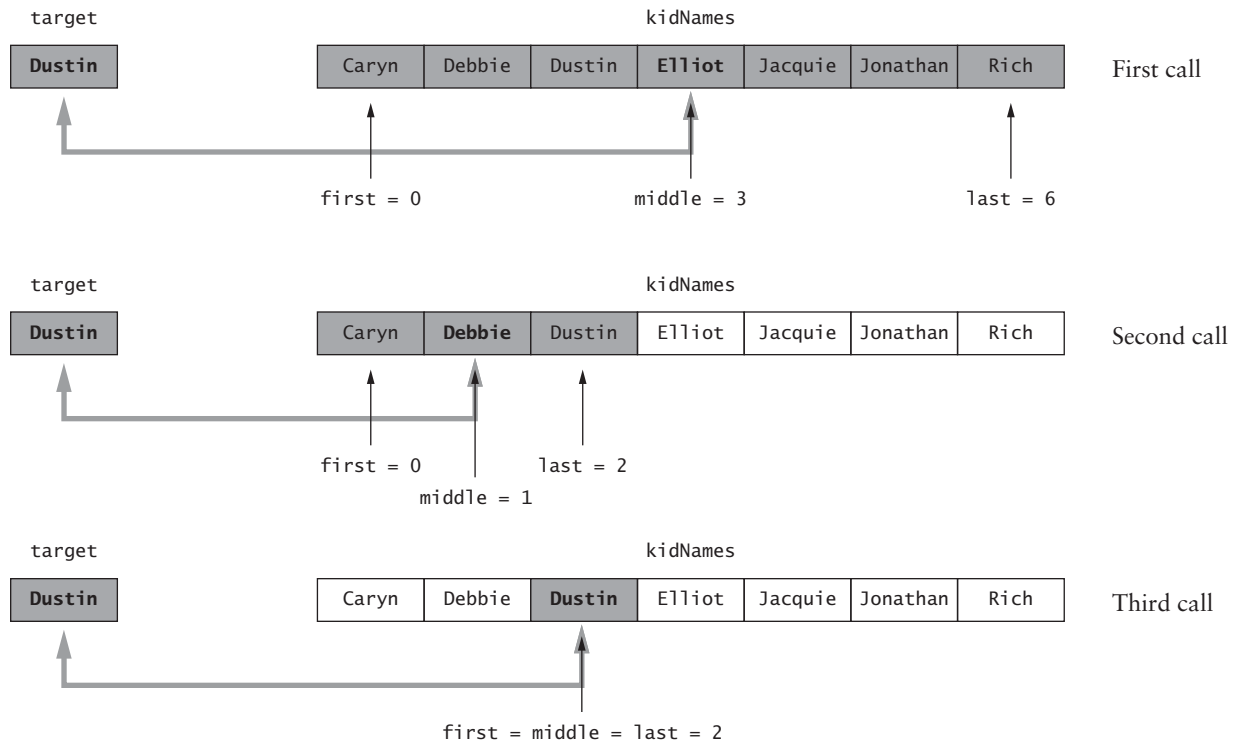 target kidNames
Dustin Caryn Debbie Dustin Elliot Jacquie Jonathan Rich First call
first = 0 middle = 3 last = 6
target kidNames
Dustin Caryn Debbie Dustin Elliot Jacquie Jonathan Rich Second call
first = 0 last = 2
middle = 1
target kidNames
Dustin Caryn Debbie Dustin Elliot Jacquie Jonathan Rich Third call
first = middle = last = 2